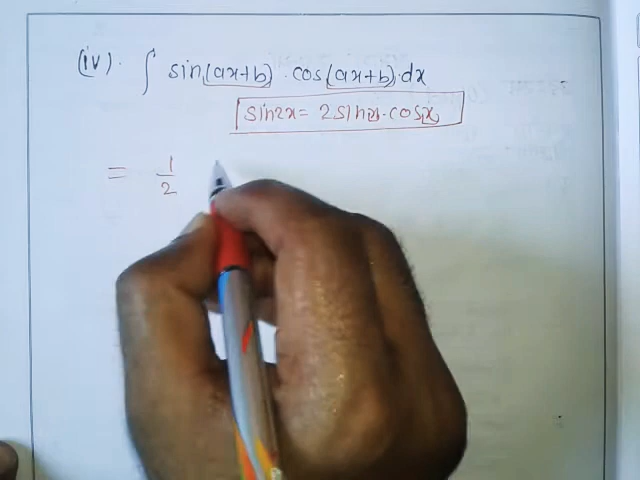 (iv). ∫ sin(ax+b) . cos(ax+b).dx
sin2x = 2sinx.cosx
= 1/2